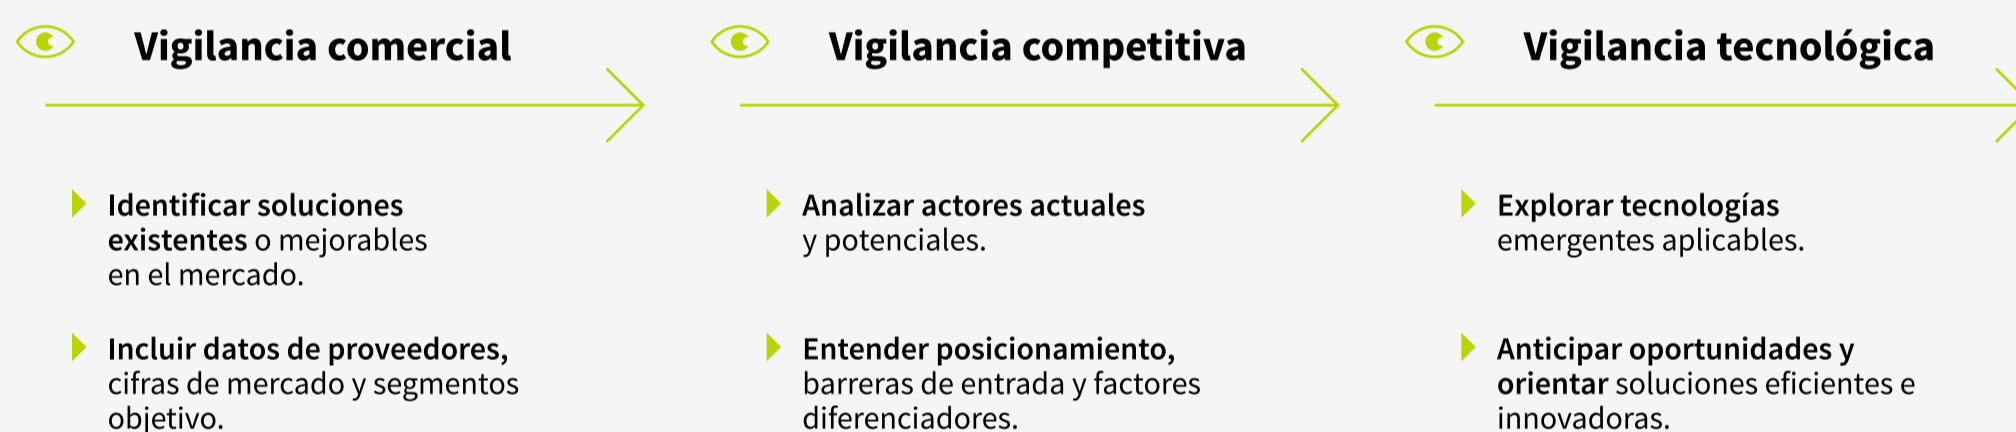 Vigilancia comercial
Identificar soluciones
existentes o mejorables
en el mercado.
Incluir datos de proveedores,
cifras de mercado y segmentos
objetivo.
Vigilancia competitiva
Analizar actores actuales
y potenciales.
Entender posicionamiento,
barreras de entrada y factores
diferenciadores.
Vigilancia tecnológica
Explorar tecnologías
emergentes aplicables.
Anticipar oportunidades y
orientar soluciones eficientes e
innovadoras.